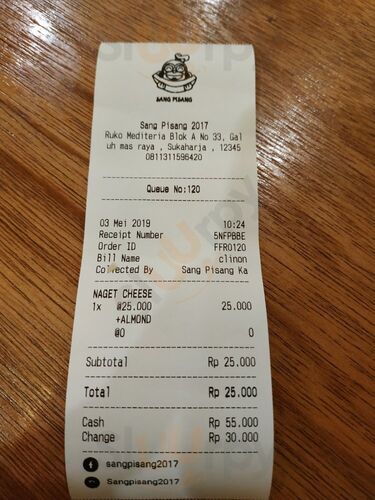 SANG PISANG
Sang Pisang 2017
Ruko Mediteria Blok A No 33, Gal
uh mas raya , Sukaharja , 12345
0811311596420
Queue No:120
03 Mei 2019 10:24
Receipt Number 5NFPBBE
Order ID FFRO120
Bill Name clinon
Collected By Sang Pisang Ka
NAGET CHEESE
1x @25.000 25.000
+ALMOND
@0 0
Subtotal Rp 25.000
Total Rp 25.000
Cash Rp 55.000
Change Rp 30.000
sangpisang2017
Sangpisang2017